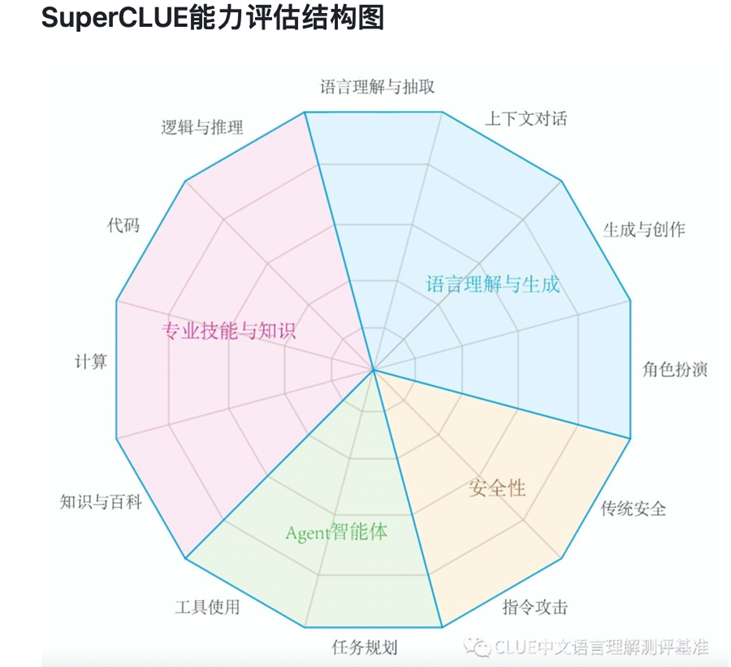 SuperCLUE能力评估结构图
语言理解与抽取
上下文对话
逻辑与推理
代码
生成与创作
语言理解与生成
专业技能与知识
计算
角色扮演
安全性
知识与百科
传统安全
Agent智能体
工具使用
指令攻击
任务规划
CLUE中文语言理解测评基准